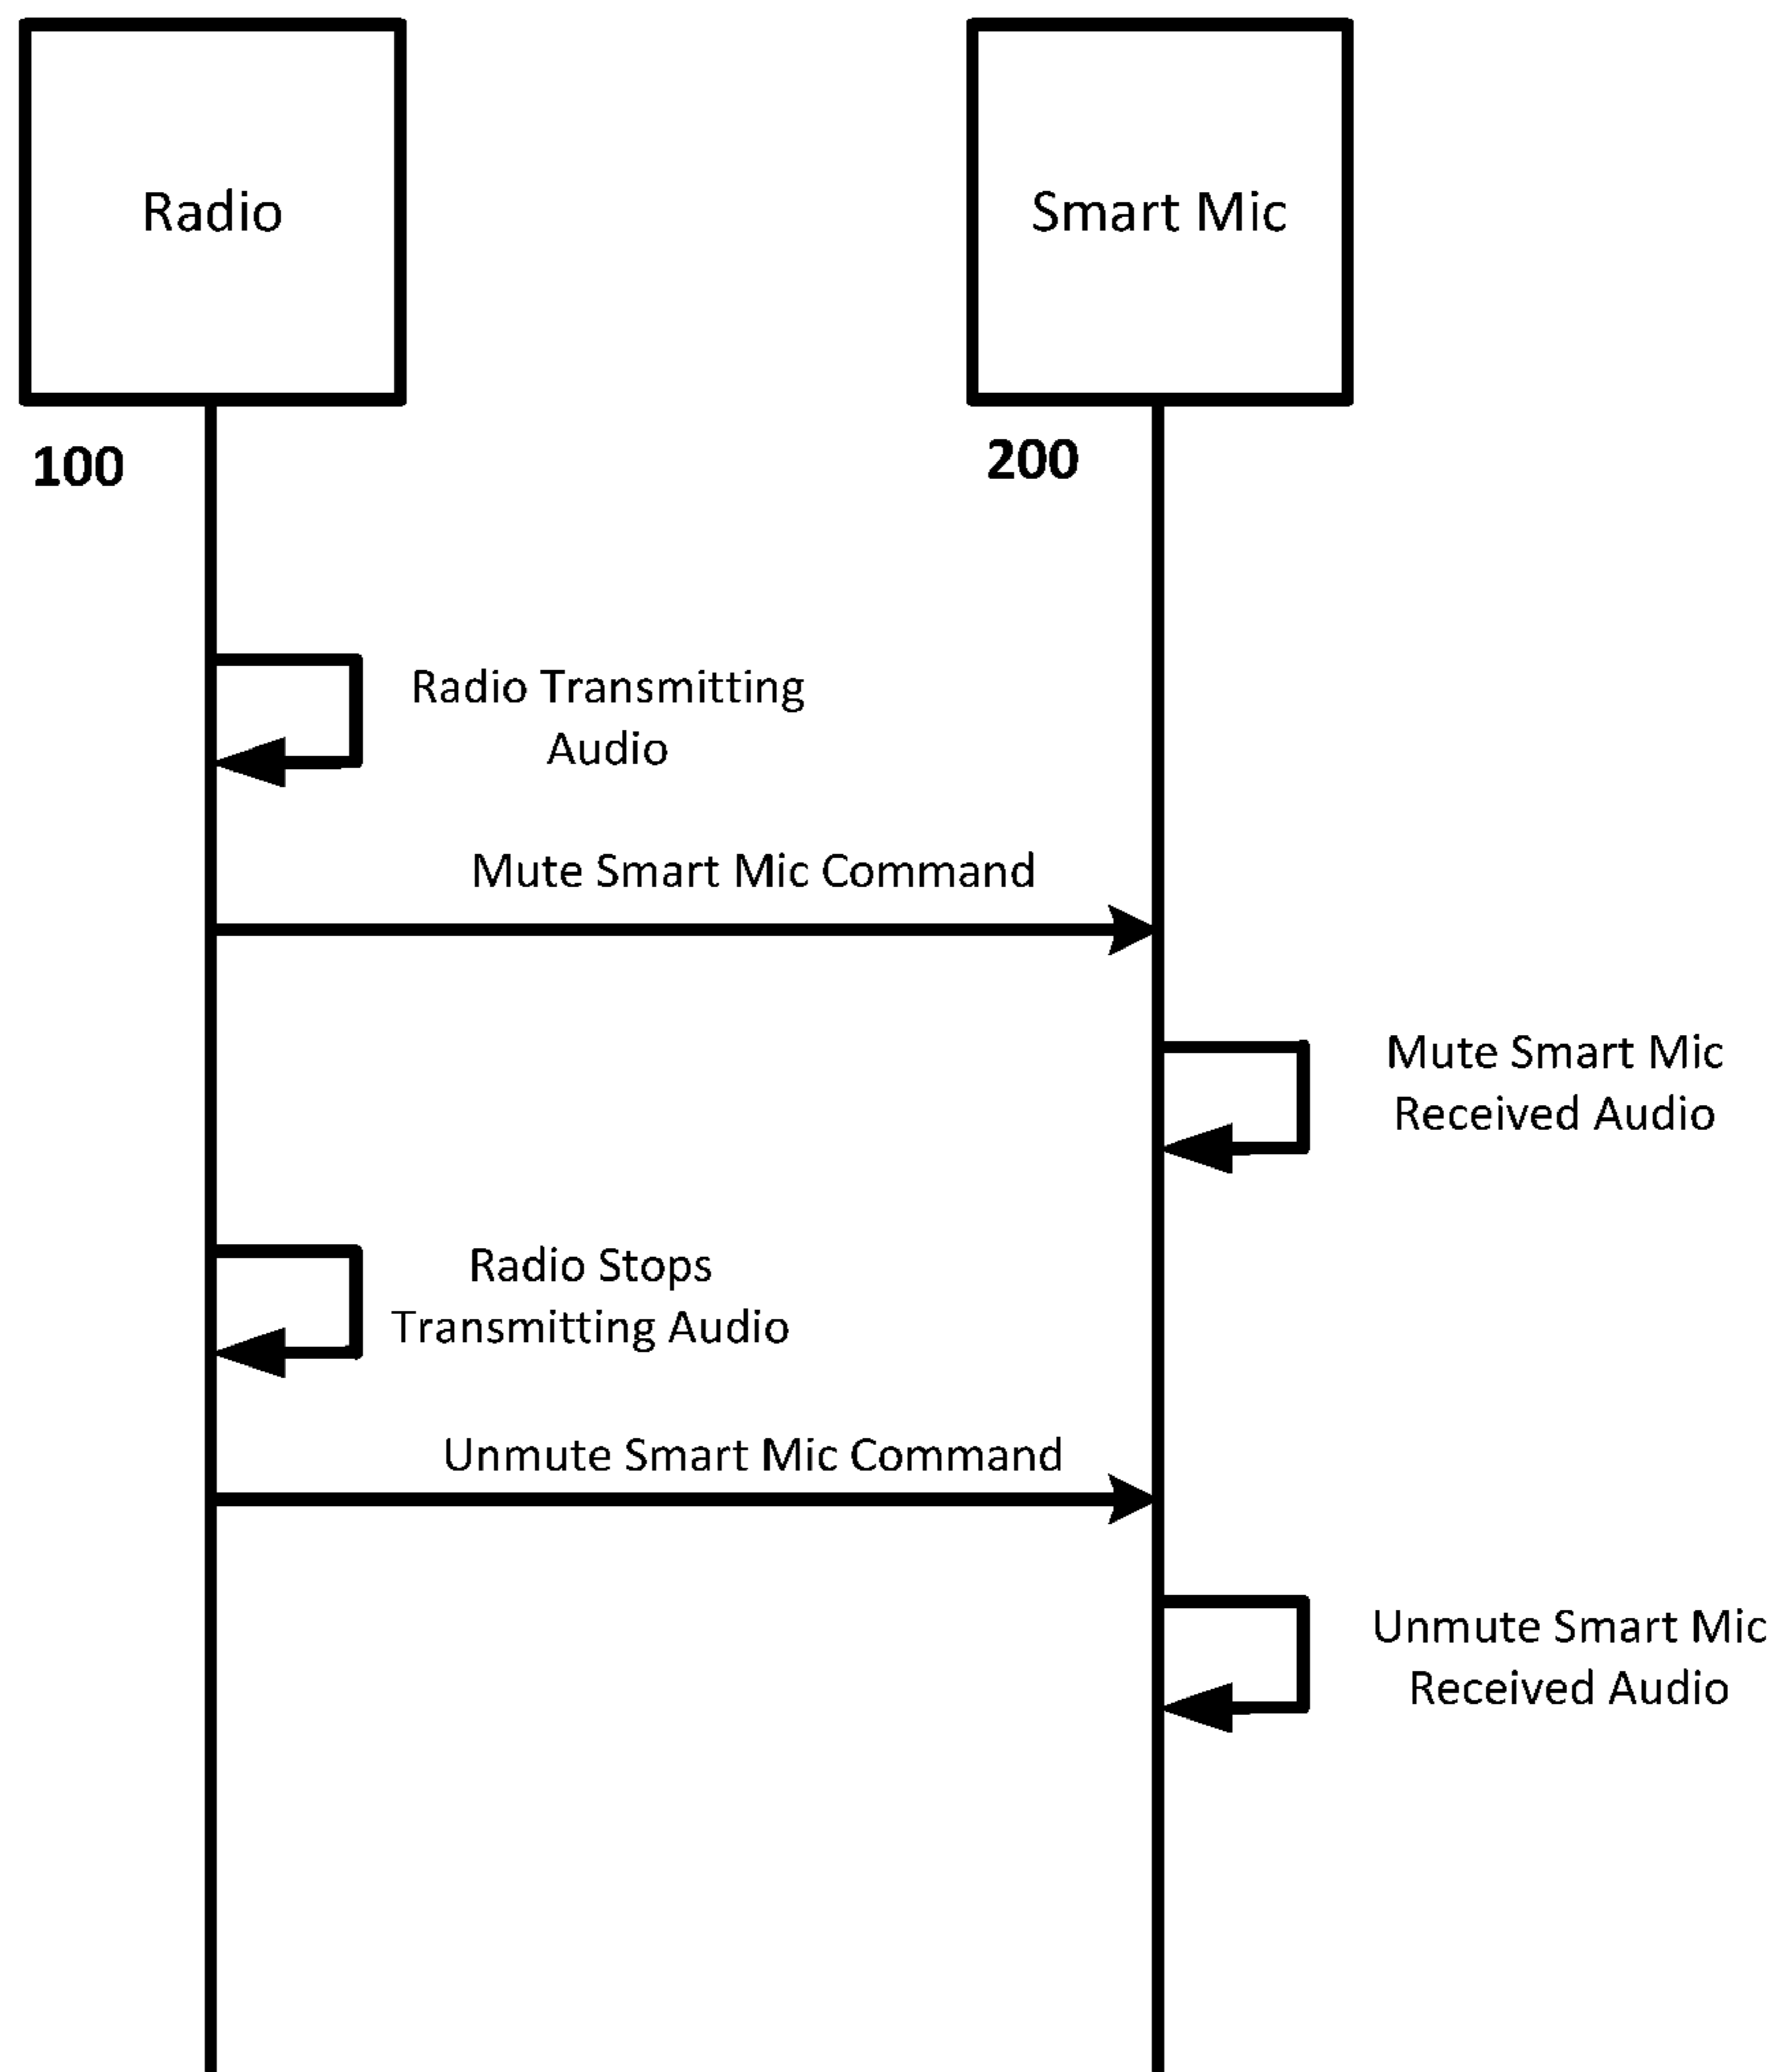 Radio
Smart Mic
100
200
Radio Transmitting
Audio
Mute Smart Mic Command
Mute Smart Mic
Received Audio
Radio Stops
Transmitting Audio
Unmute Smart Mic Command
Unmute Smart Mic
Received Audio